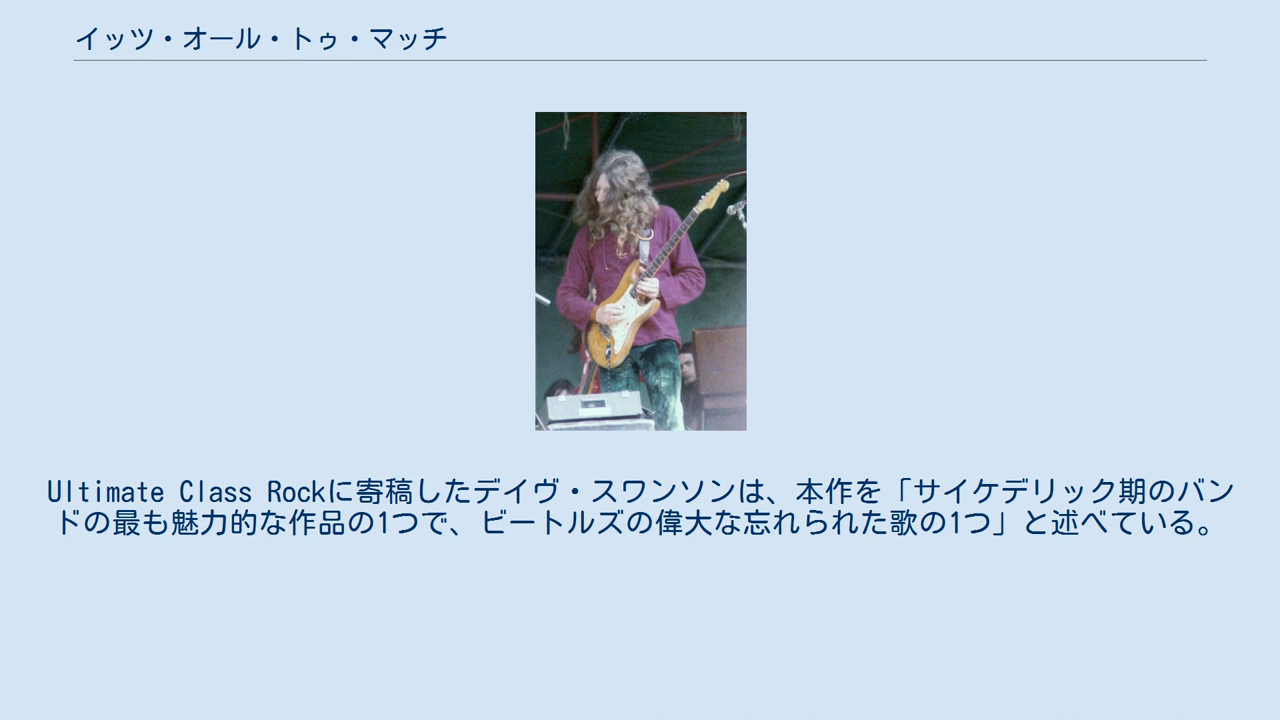 イッツ・オール・トゥ・マッチ
Ultimate Class Rockに寄稿したデイヴ・スワンソンは、本作を「サイケデリック期のバン
ドの最も魅力的な作品の1つで、ビートルズの偉大な忘れられた歌の1つ」と述べている。